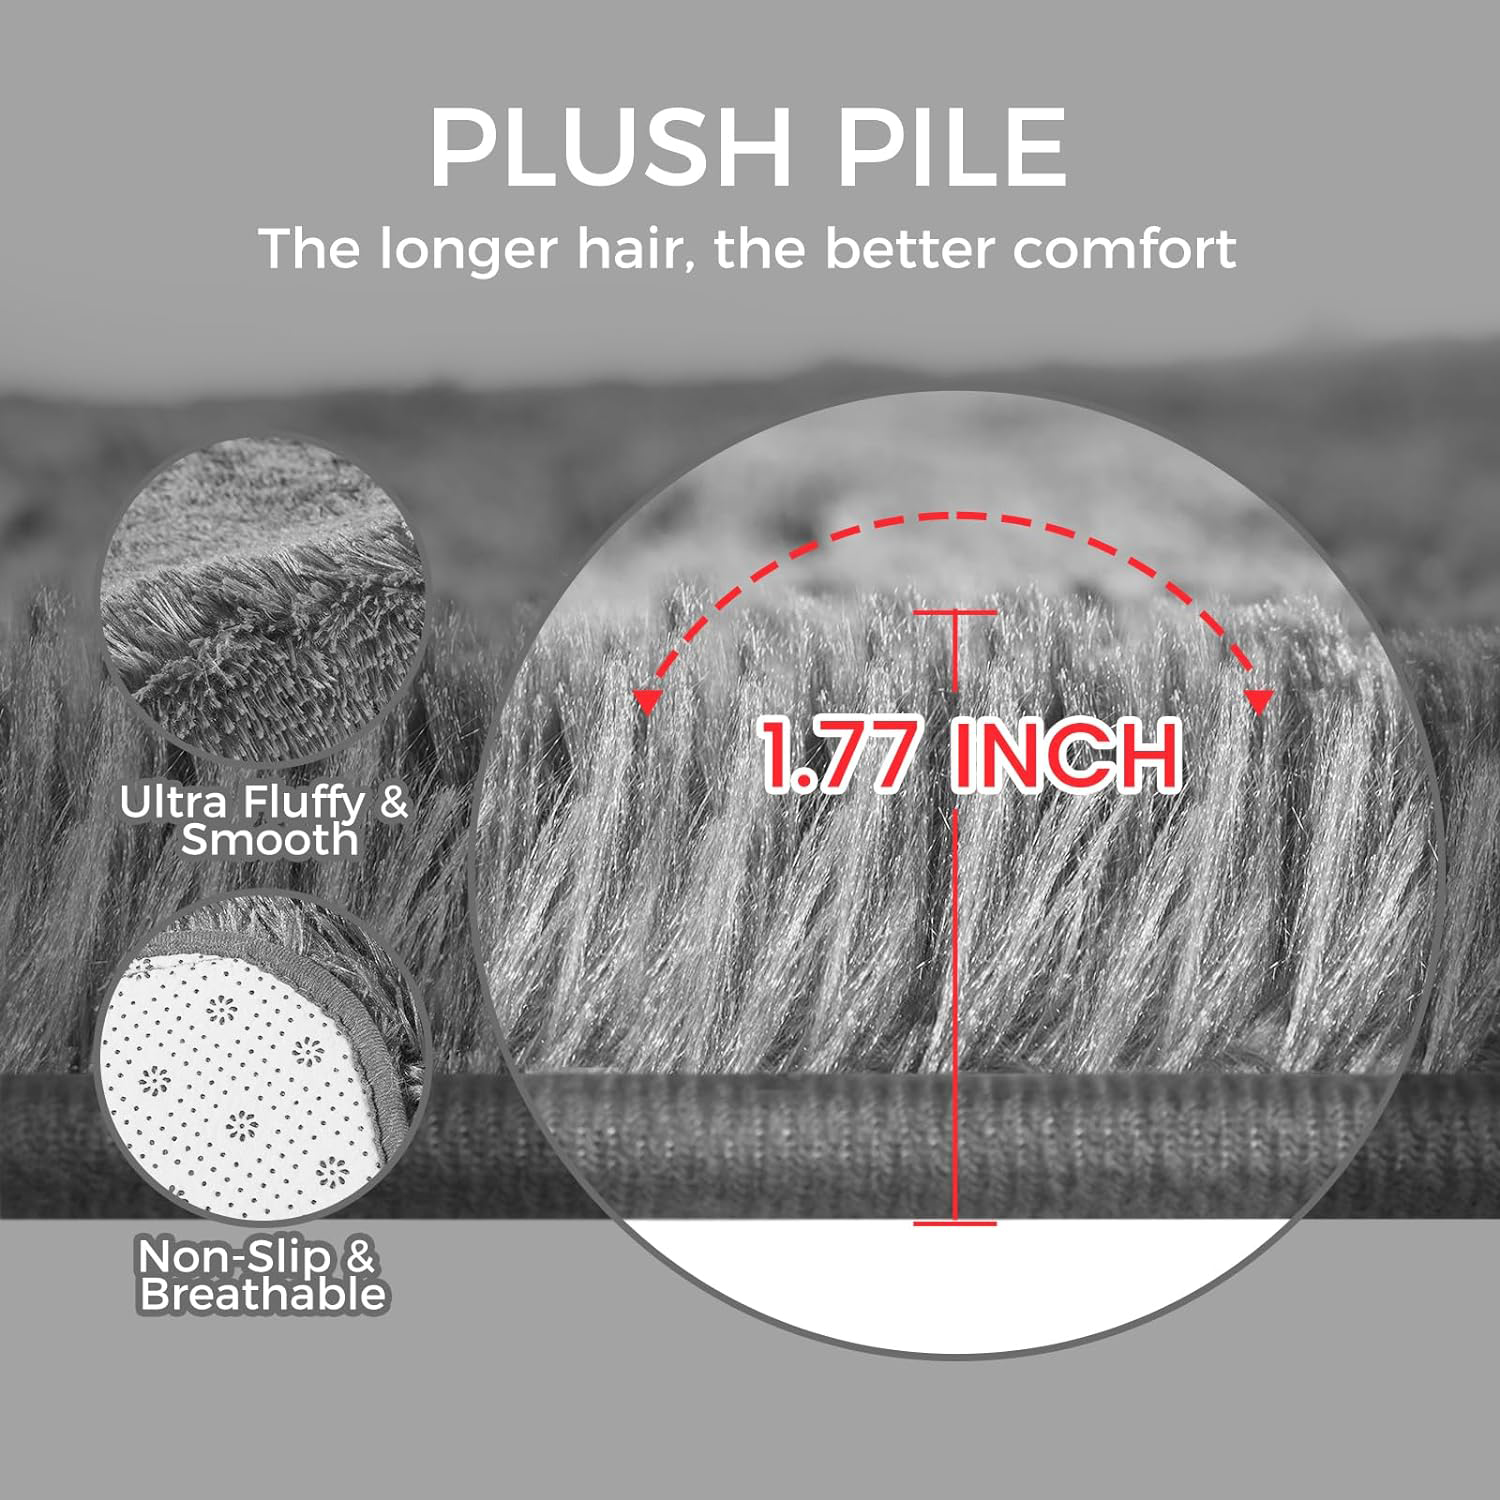 PLUSH PILE
The longer hair, the better comfort
1.77 INCH
Ultra Fluffy &
Smooth
Non-Slip &
Breathable